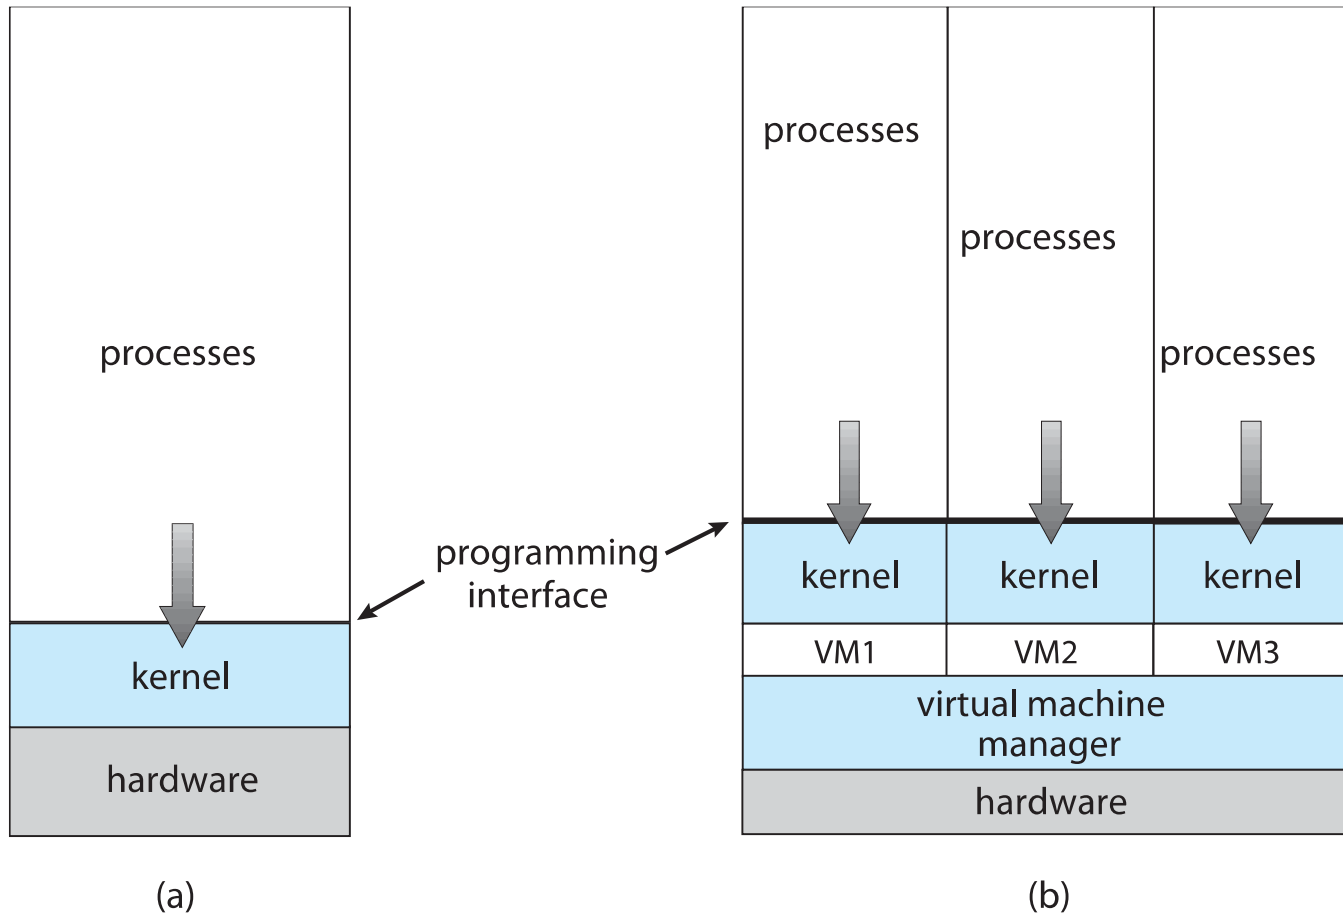 processes
kernel
hardware
(a)
programming
interface
processes
processes
processes
kernel
kernel
kernel
VM1
VM2
VM3
virtual machine
manager
hardware
(b)